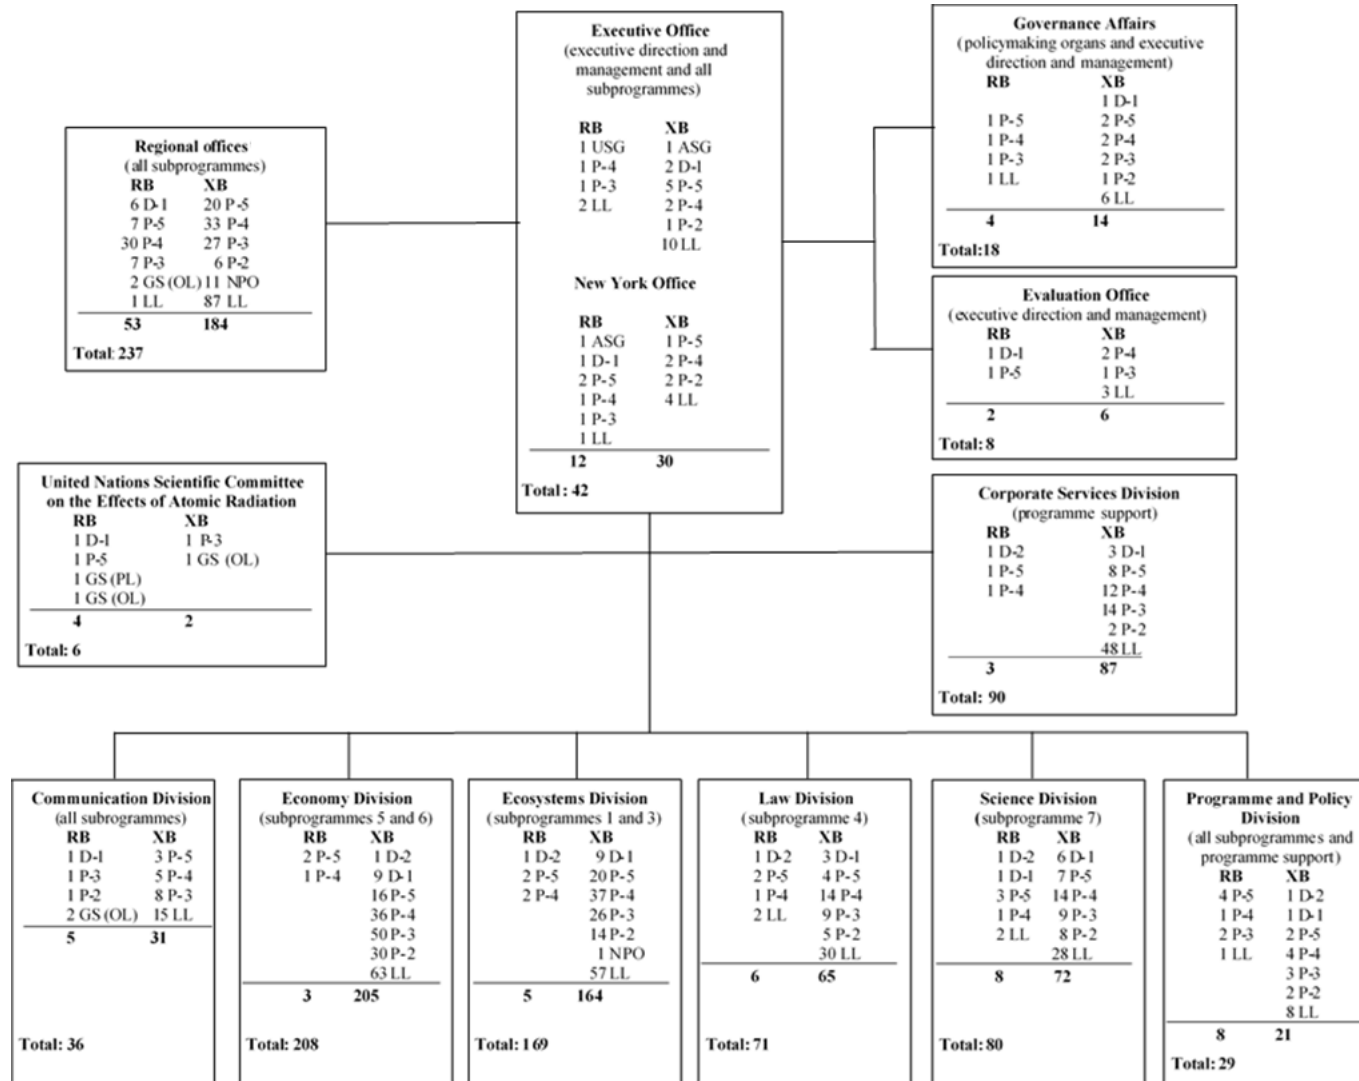 Executive Office
(executive direction and
management and all
subprogrammes)
RB XB
1 USG 1 ASG
1 P-4 2 D-1
1 P-3 5 P-5
2 LL 2 P-4
1 P-2
10 LL
New York Office
RB XB
1 ASG 1 P-5
1 D-1 2 P-4
2 P-5 2 P-2
1 P-4 4 LL
1 P-3
1 LL
12 30
Total: 42
Governance Affairs
(policymaking organs and executive
direction and management)
RB XB
1 D-1
1 P-5 2 P-5
1 P-4 2 P-4
1 P-3 2 P-3
1 LL 1 P-2
6 LL
4 14
Total:18
Regional offices
(all subprogrammes)
RB XB
6 D-1 20 P-5
7 P-5 33 P-4
30 P-4 27 P-3
7 P-3 6 P-2
2 GS (OL) 11 NPO
1 LL 87 LL
53 184
Total: 237
Evaluation Office
(executive direction and management)
RB XB
1 D-1 2 P-4
1 P-5 1 P-3
3 LL
2 6
Total: 8
United Nations Scientific Committee
on the Effects of Atomic Radiation
RB XB
1 D-1 1 P-3
1 P-5 1 GS (OL)
1 GS (PL)
1 GS (OL)
4 2
Total: 6
Corporate Services Division
(programme support)
RB XB
1 D-2 3 D-1
1 P-5 8 P-5
1 P-4 12 P-4
14 P-3
2 P-2
48 LL
3 87
Total: 90
Communication Division
(all subrogrammes)
RB XB
1 D-1 3 P-5
1 P-3 5 P-4
1 P-2 8 P-3
2 GS (OL) 15 LL
5 31
Total: 36
Economy Division
(subprogrammes 5 and 6)
RB XB
2 P-5 1 D-2
1 P-4 9 D-1
16 P-5
36 P-4
50 P-3
30 P-2
63 LL
3 205
Total: 208
Ecosystems Division
(subprogrammes 1 and 3)
RB XB
1 D-2 9 D-1
2 P-5 20 P-5
2 P-4 37 P-4
26 P-3
14 P-2
1 NPO
57 LL
5 164
Total: 169
Law Division
(subprogramme 4)
RB XB
1 D-2 3 D-1
2 P-5 4 P-5
1 P-4 14 P-4
2 LL 9 P-3
5 P-2
30 LL
6 65
Total: 71
Science Division
(subprogramme 7)
RB XB
1 D-2 6 D-1
1 D-1 7 P-5
3 P-5 14 P-4
1 P-4 9 P-3
2 LL 8 P-2
28 LL
8 72
Total: 80
Programme and Policy
Division
(all subprogrammes and
programme support)
RB XB
4 P-5 1 D-2
1 P-4 1 D-1
2 P-3 2 P-5
1 LL 4 P-4
3 P-3
2 P-2
8 LL
8 21
Total: 29